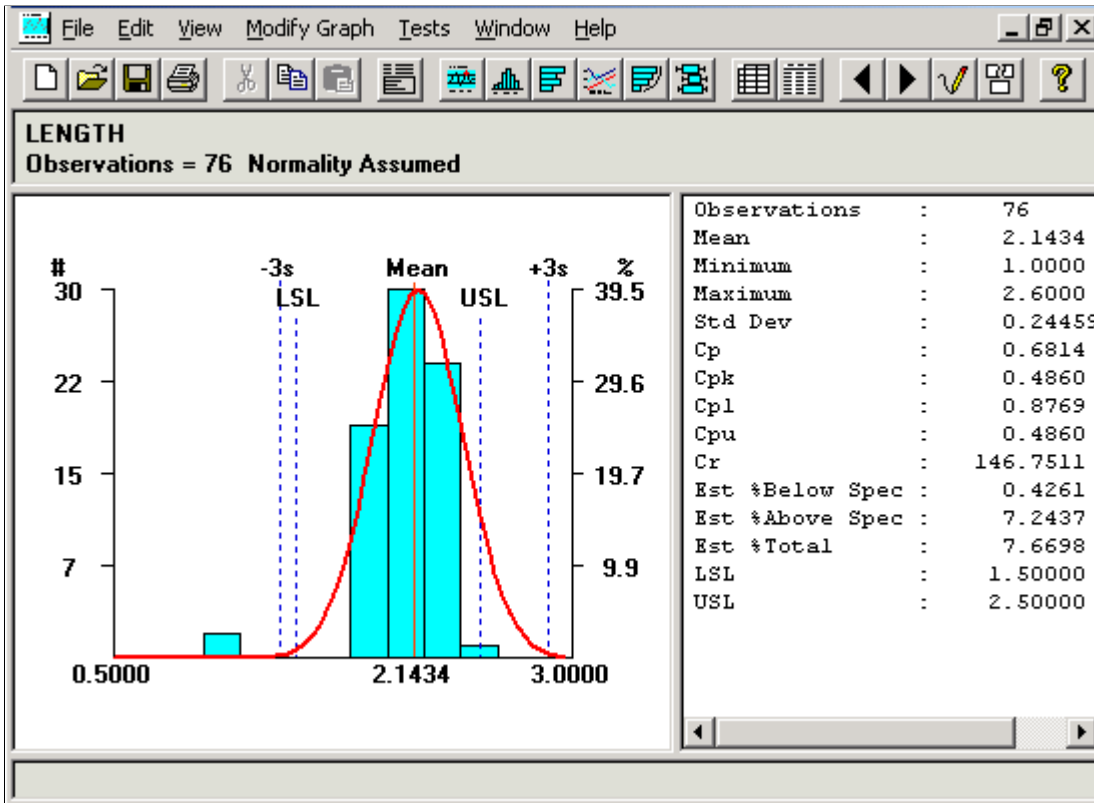 File Edit View Modify Graph Tests Window Help
LENGTH
Observations = 76 Normality Assumed
# -3s Mean +3s %
30 LSL USL 39.5
22 29.6
15 19.7
7 9.9
0.5000 2.1434 3.0000
Observations : 76
Mean : 2.1434
Minimum : 1.0000
Maximum : 2.6000
Std Dev : 0.24459
Cp : 0.6814
Cpk : 0.4860
Cpl : 0.8769
Cpu : 0.4860
Cr : 146.7511
Est %Below Spec : 0.4261
Est %Above Spec : 7.2437
Est %Total : 7.6698
LSL : 1.50000
USL : 2.50000